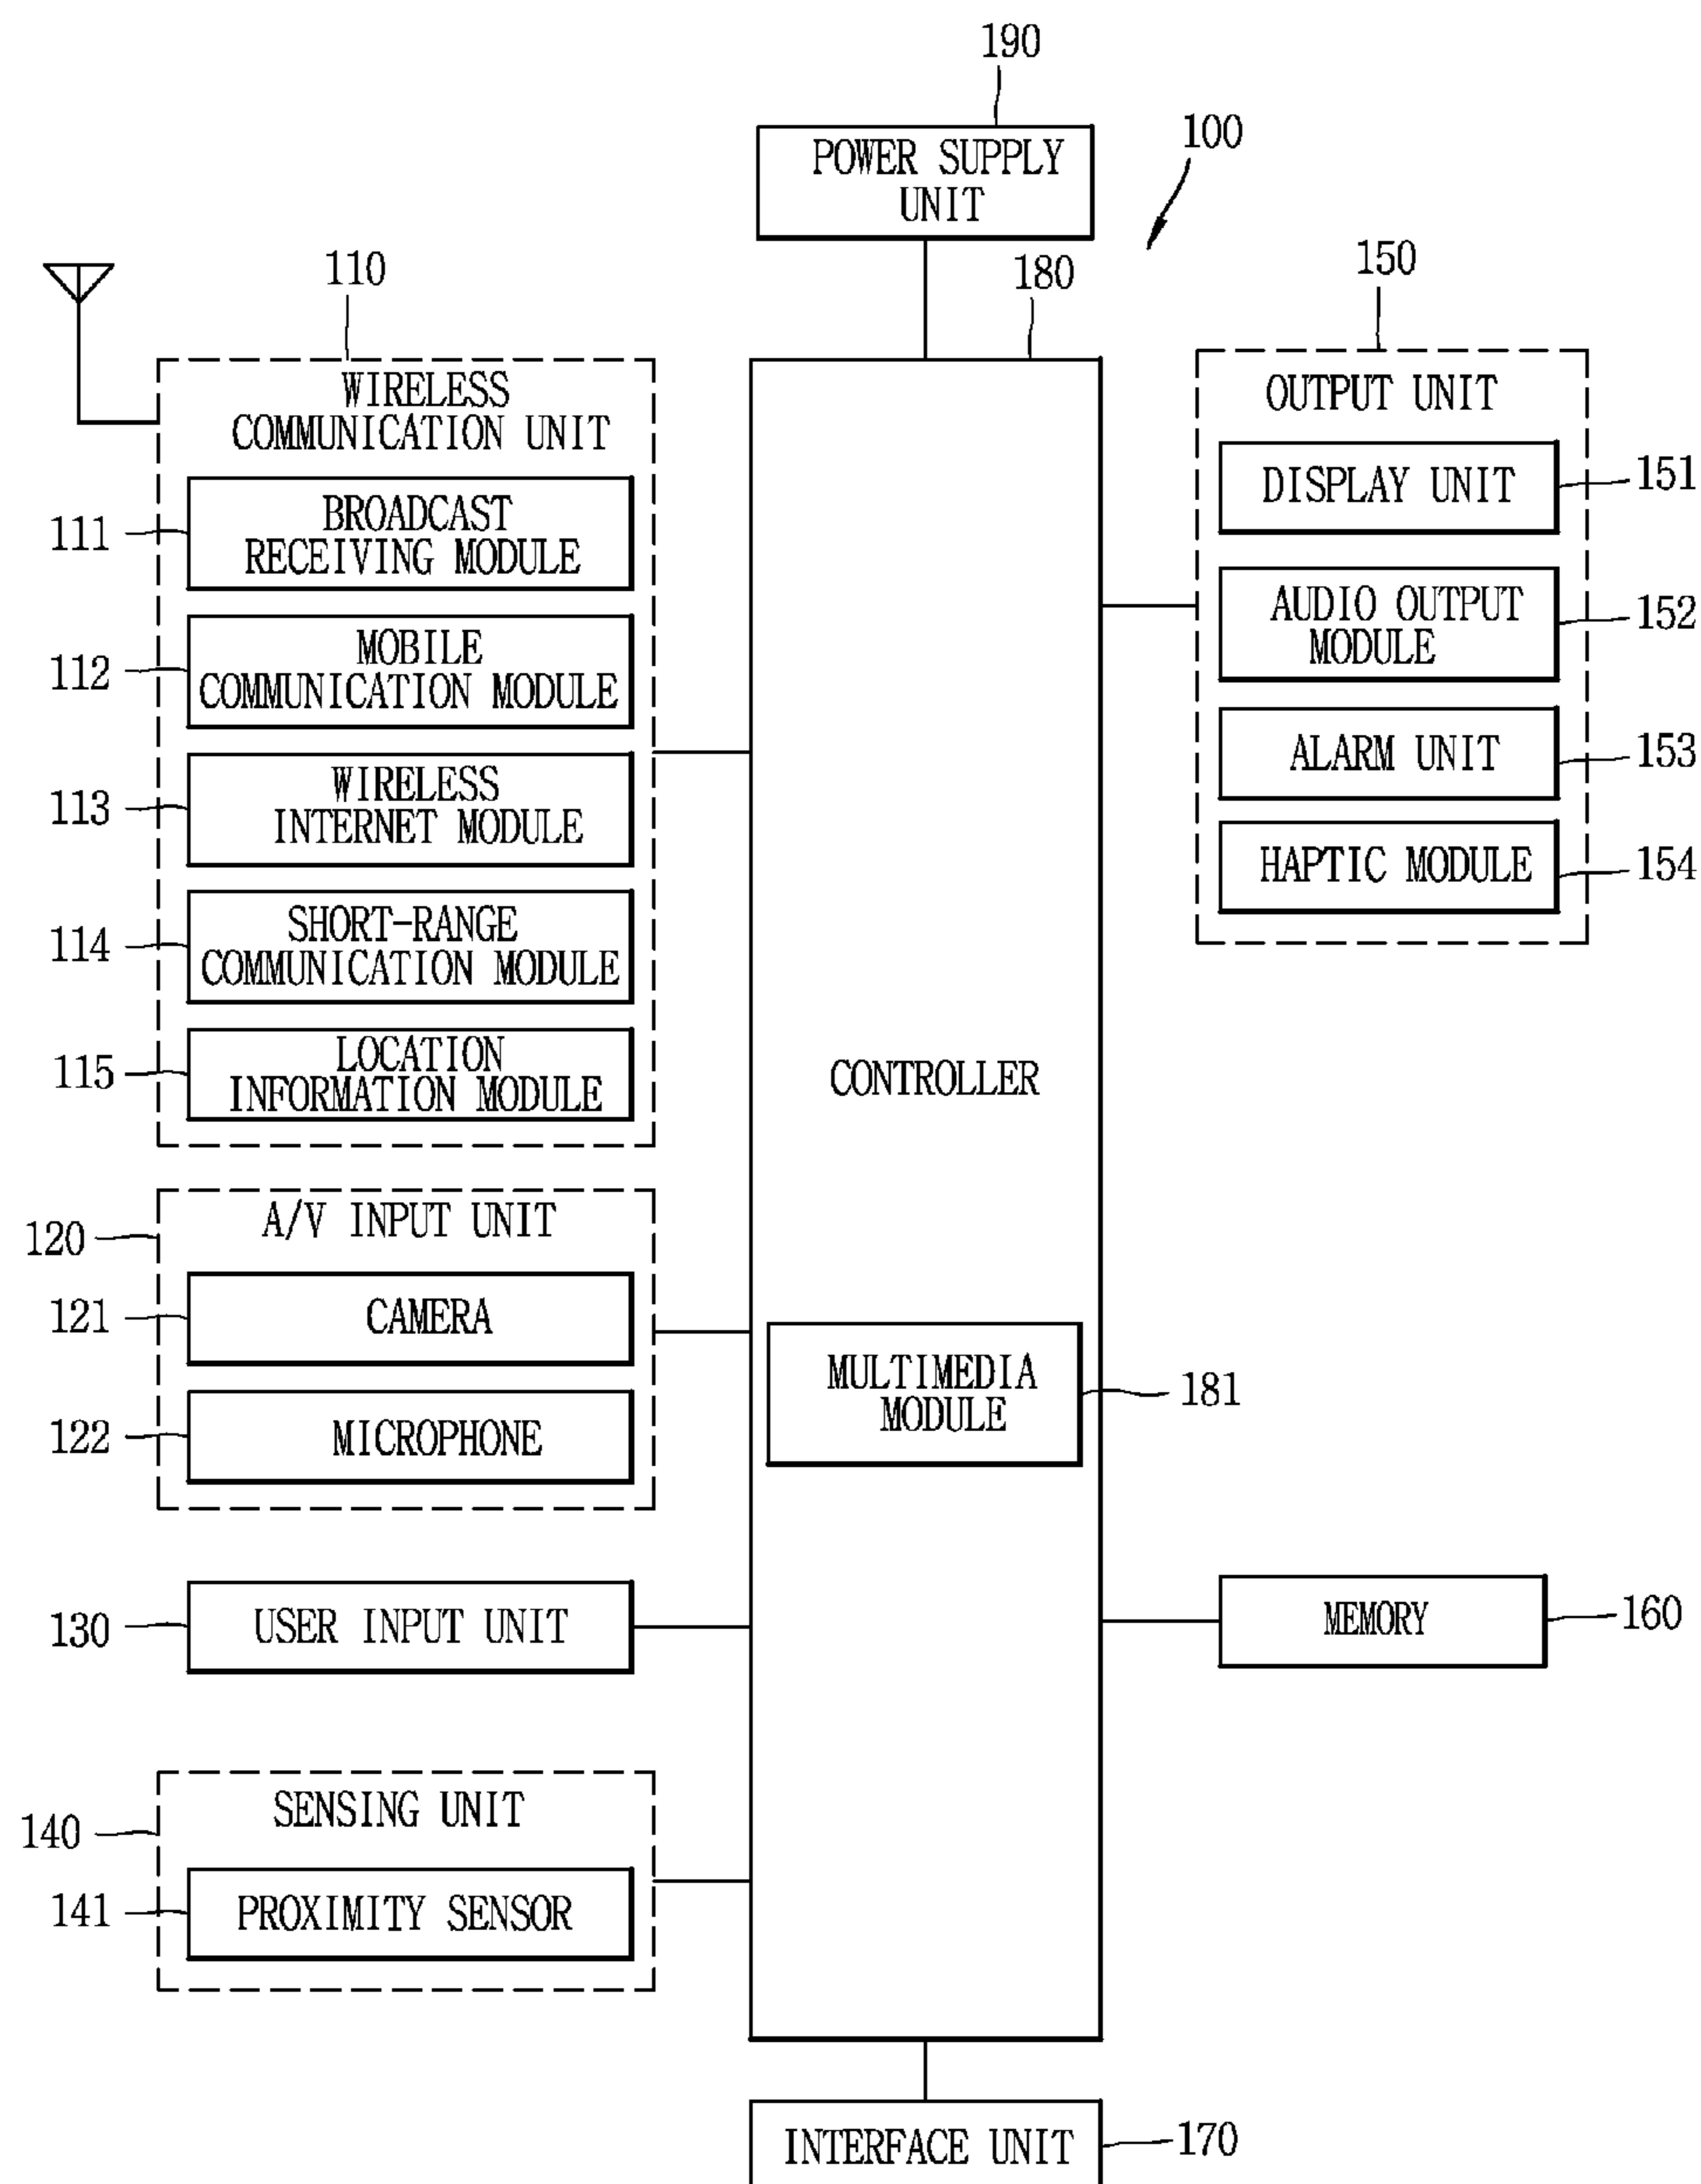 190
POWER SUPPLY
UNIT
100
110
180
150
WIRELESS
COMMUNICATION UNIT
111
BROADCAST
RECEIVING MODULE
112
MOBILE
COMMUNICATION MODULE
113
WIRELESS
INTERNET MODULE
114
SHORT-RANGE
COMMUNICATION MODULE
115
LOCATION
INFORMATION MODULE
120
A/V INPUT UNIT
121
CAMERA
122
MICROPHONE
130
USER INPUT UNIT
140
SENSING UNIT
141
PROXIMITY SENSOR
CONTROLLER
MULTIMEDIA
MODULE
181
OUTPUT UNIT
DISPLAY UNIT
151
AUDIO OUTPUT
MODULE
152
ALARM UNIT
153
HAPTIC MODULE
154
MEMORY
160
INTERFACE UNIT
170